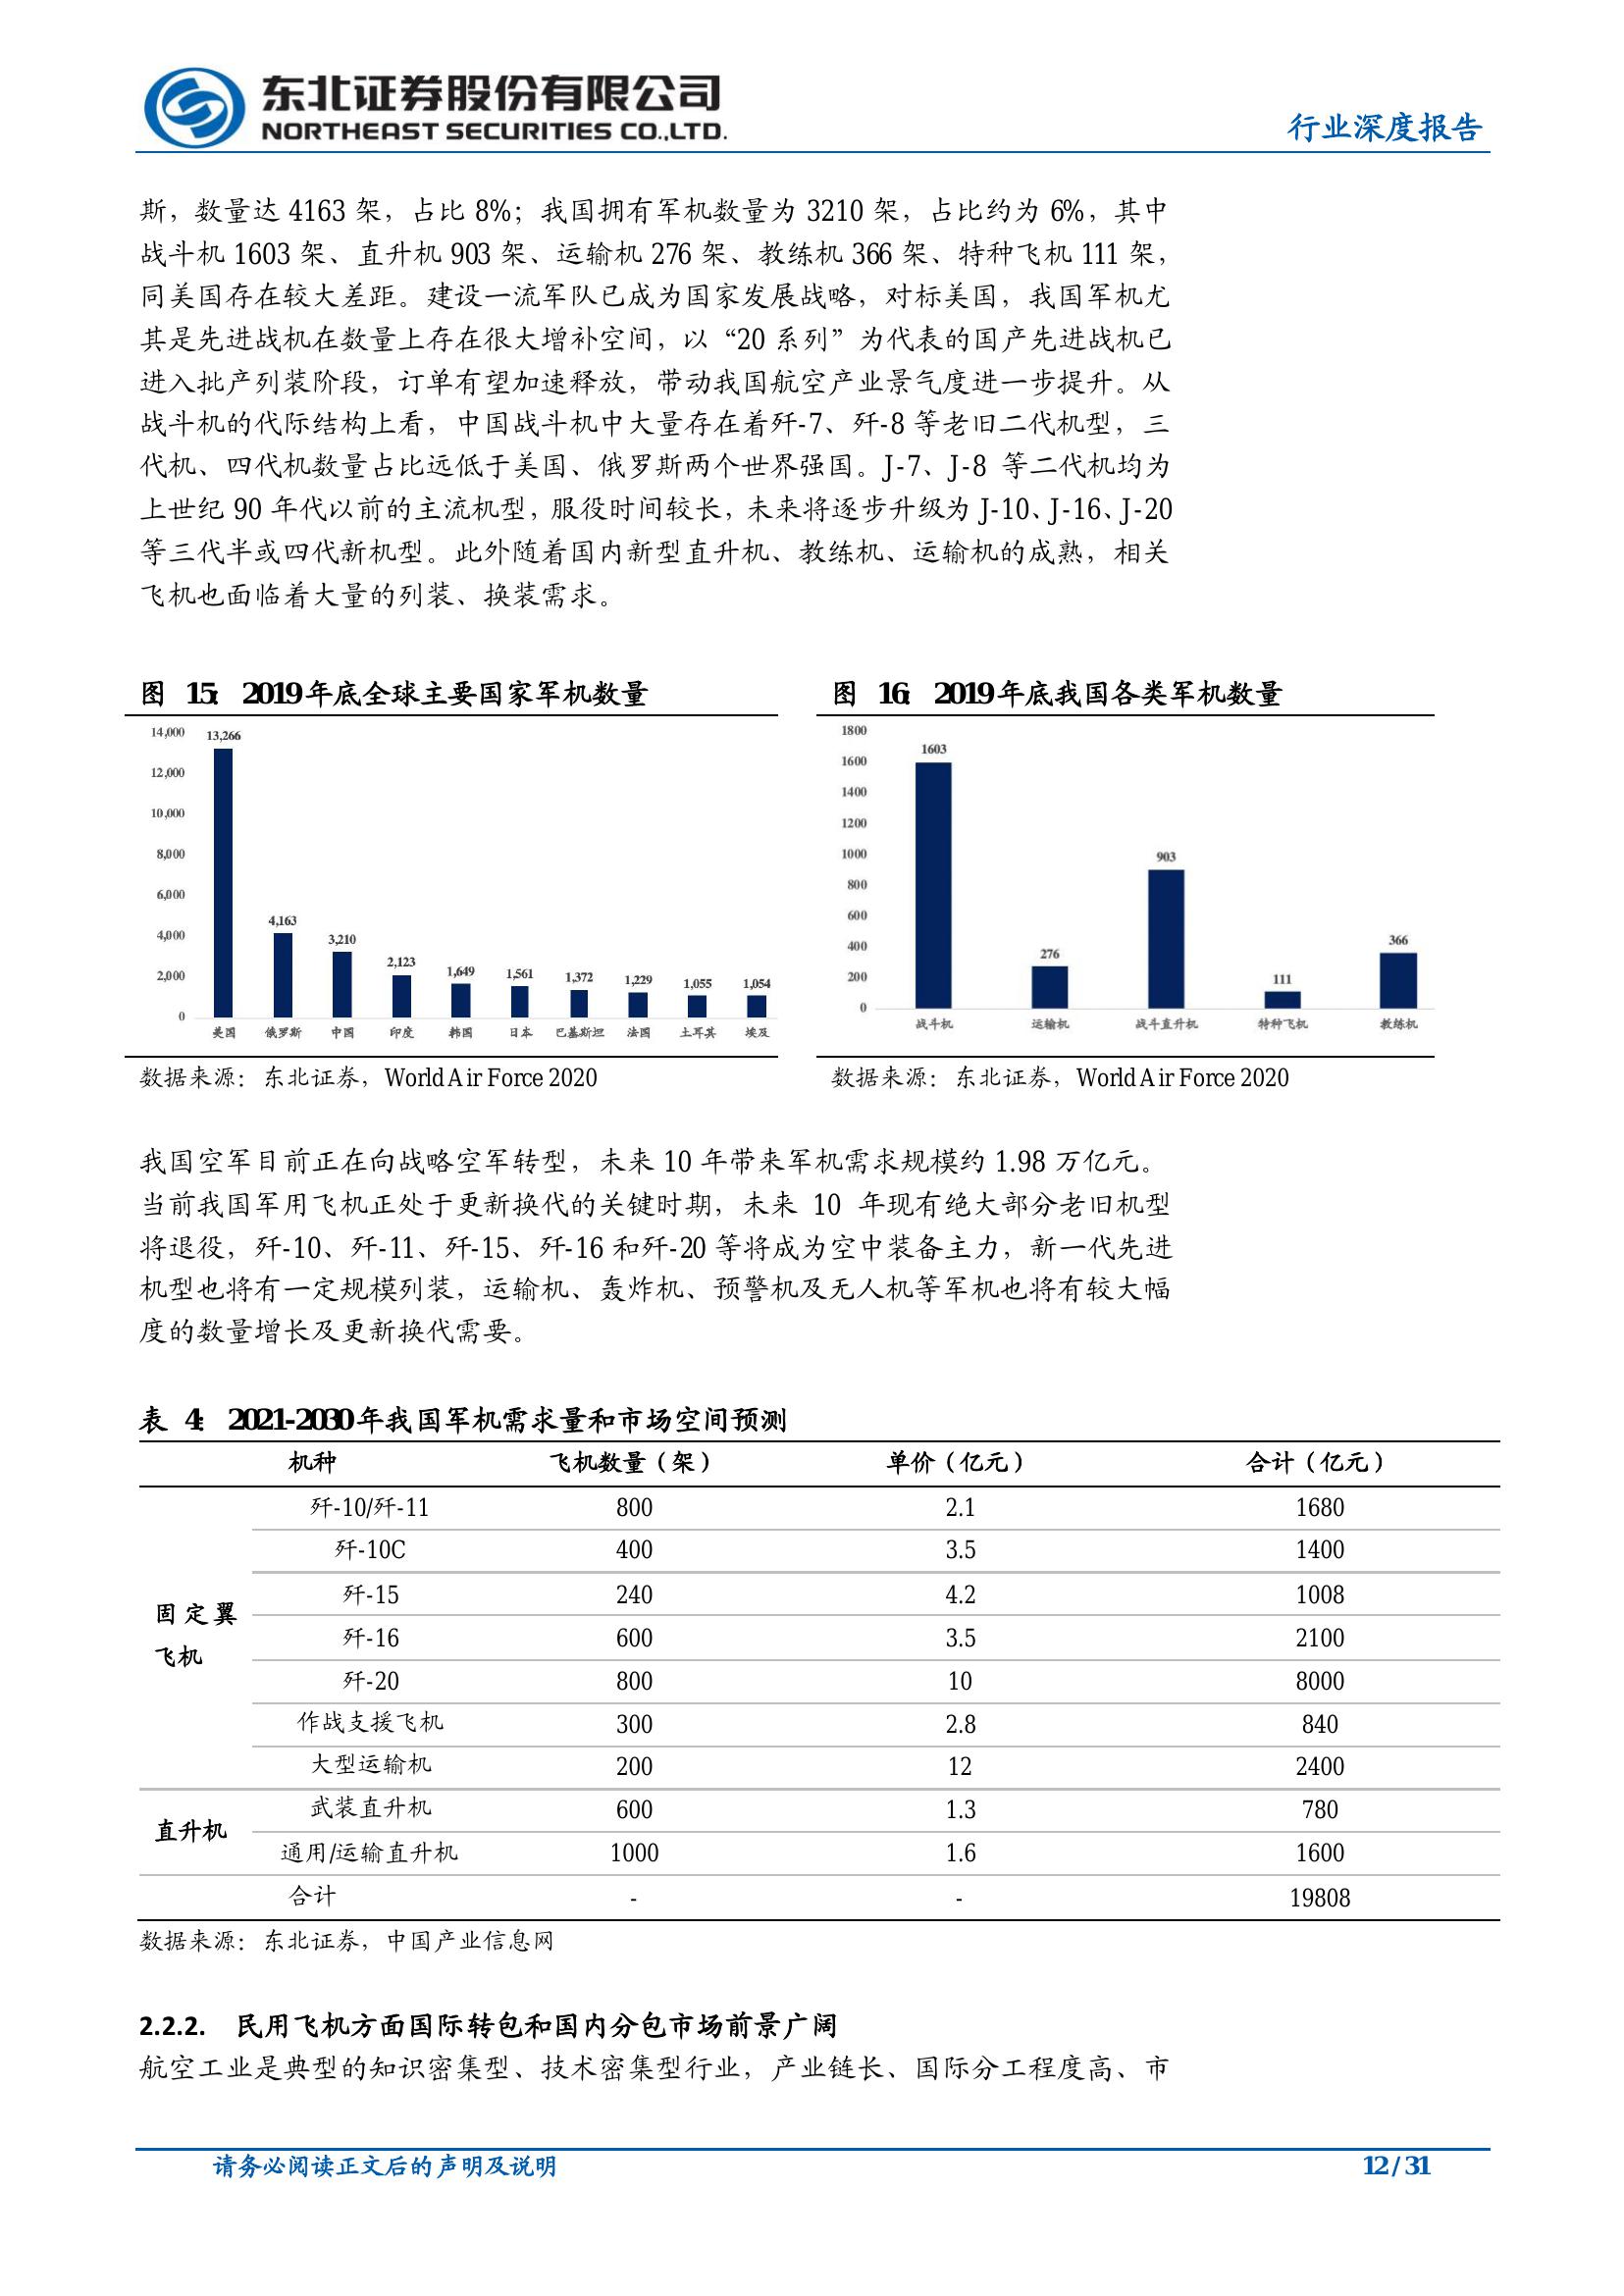 东北证券股份有限公司
NORTHEAST SECURITIES CO.,LTD.
行业深度报告
斯，数量达 4163 架，占比 8%；我国拥有军机数量为 3210 架，占比约为 6%，其中
战斗机 1603 架、直升机 903 架、运输机 276 架、教练机 366 架、特种飞机 111 架，
同美国存在较大差距。建设一流军队已成为国家发展战略，对标美国，我国军机尤
其是先进战机在数量上存在很大增补空间，以“20 系列”为代表的国产先进战机已
进入批产列装阶段，订单有望加速释放，带动我国航空产业景气度进一步提升。从
战斗机的代际结构上看，中国战斗机中大量存在着歼-7、歼-8 等老旧二代机型，三
代机、四代机数量占比远低于美国、俄罗斯两个世界强国。J-7、J-8 等二代机均为
上世纪 90 年代以前的主流机型，服役时间较长，未来将逐步升级为 J-10、J-16、J-20
等三代半或四代新机型。此外随着国内新型直升机、教练机、运输机的成熟，相关
飞机也面临着大量的列装、换装需求。
图 15： 2019 年底全球主要国家军机数量
14,000
12,000
10,000
8,000
6,000
4,000
2,000
0
13,266
4,163
3,210
2,123
1,649
1,561
1,372
1,229
1,055
1,054
美国 俄罗斯 中国 印度 韩国 日本 巴基斯坦 法国 土耳其 埃及
数据来源：东北证券，World Air Force 2020
图 16： 2019 年底我国各类军机数量
1800
1600
1400
1200
1000
800
600
400
200
0
1603
276
903
111
366
战斗机 运输机 战斗直升机 特种飞机 教练机
数据来源：东北证券，World Air Force 2020
我国空军目前正在向战略空军转型，未来 10 年带来军机需求规模约 1.98 万亿元。
当前我国军用飞机正处于更新换代的关键时期，未来 10 年现有绝大部分老旧机型
将退役，歼-10、歼-11、歼-15、歼-16 和歼-20 等将成为空中装备主力，新一代先进
机型也将有一定规模列装，运输机、轰炸机、预警机及无人机等军机也将有较大幅
度的数量增长及更新换代需要。
表 4： 2021-2030 年我国军机需求量和市场空间预测
机种 飞机数量（架） 单价（亿元） 合计（亿元）
固定翼
飞机
歼-10/歼-11 800 2.1 1680
歼-10C 400 3.5 1400
歼-15 240 4.2 1008
歼-16 600 3.5 2100
歼-20 800 10 8000
作战支援飞机 300 2.8 840
大型运输机 200 12 2400
直升机
武装直升机 600 1.3 780
通用/运输直升机 1000 1.6 1600
合计 - - 19808
数据来源：东北证券，中国产业信息网
2.2.2. 民用飞机方面国际转包和国内分包市场前景广阔
航空工业是典型的知识密集型、技术密集型行业，产业链长、国际分工程度高、市
请务必阅读正文后的声明及说明
12 / 31